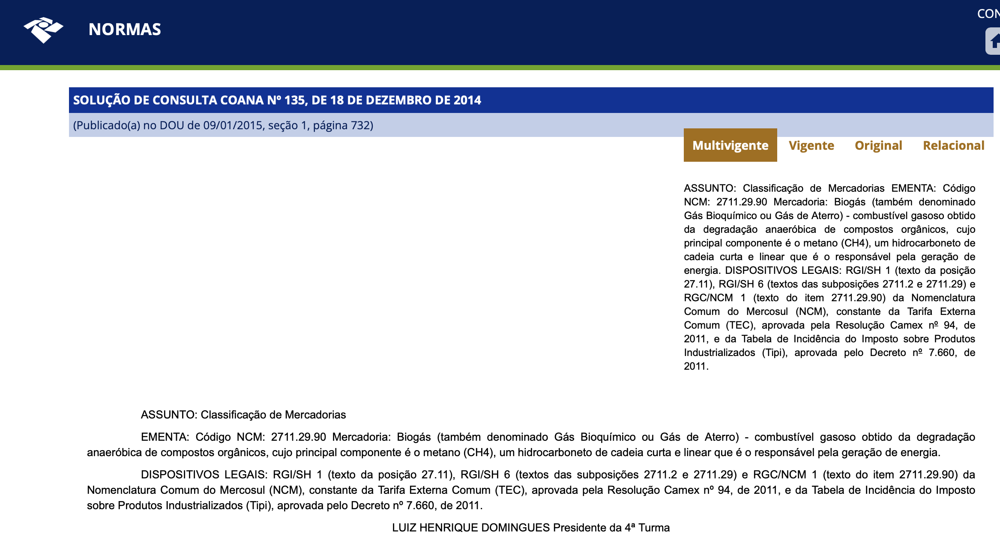 NORMAS
CON
SOLUÇÃO DE CONSULTA COANA Nº 135, DE 18 DE DEZEMBRO DE 2014
(Publicado(a) no DOU de 09/01/2015, seção 1, página 732)
Multivigente Vigente Original Relacional
ASSUNTO: Classificação de Mercadorias EMENTA: Código
NCM: 2711.29.90 Mercadoria: Biogás (também denominado
Gás Bioquímico ou Gás de Aterro) - combustível gasoso obtido
da degradação anaeróbica de compostos orgânicos, cujo
principal componente é o metano (CH4), um hidrocarboneto de
cadeia curta e linear que é o responsável pela geração de
energia. DISPOSITIVOS LEGAIS: RGI/SH 1 (texto da posição
27.11), RGI/SH 6 (textos das subposições 2711.2 e 2711.29) e
RGC/NCM 1 (texto do item 2711.29.90) da Nomenclatura
Comum do Mercosul (NCM), constante da Tarifa Externa
Comum (TEC), aprovada pela Resolução Camex nº 94, de
2011, e da Tabela de Incidência do Imposto sobre Produtos
Industrializados (Tipi), aprovada pelo Decreto nº 7.660, de
2011.
ASSUNTO: Classificação de Mercadorias
EMENTA: Código NCM: 2711.29.90 Mercadoria: Biogás (também denominado Gás Bioquímico ou Gás de Aterro) - combustível gasoso obtido da degradação
anaeróbica de compostos orgânicos, cujo principal componente é o metano (CH4), um hidrocarboneto de cadeia curta e linear que é o responsável pela geração de energia.
DISPOSITIVOS LEGAIS: RGI/SH 1 (texto da posição 27.11), RGI/SH 6 (textos das subposições 2711.2 e 2711.29) e RGC/NCM 1 (texto do item 2711.29.90) da
Nomenclatura Comum do Mercosul (NCM), constante da Tarifa Externa Comum (TEC), aprovada pela Resolução Camex nº 94, de 2011, e da Tabela de Incidência do Imposto
sobre Produtos Industrializados (Tipi), aprovada pelo Decreto nº 7.660, de 2011.
LUIZ HENRIQUE DOMINGUES Presidente da 4ª Turma